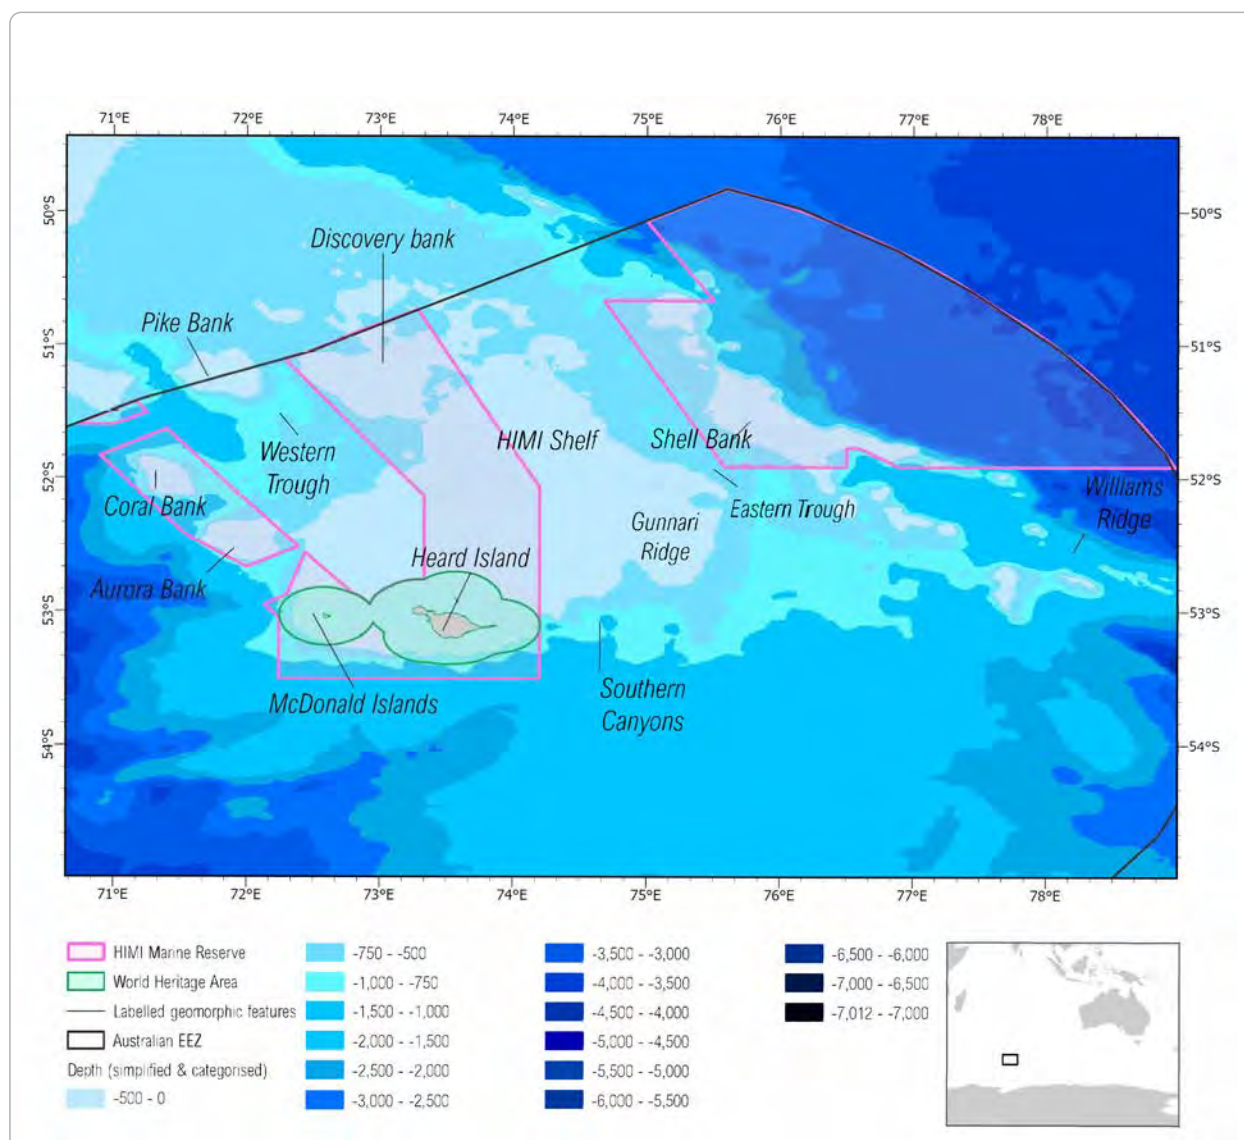 71°E 72°E 73°E 74°E 75°E 76°E 77°E 78°E
50°S 50°S
Discovery bank
Pike Bank
51°S 51°S
HIMI Shelf Shell Bank
Western
Trough
52°S 52°S
Coral Bank
Eastern Trough
Williams
Ridge
Gunnari
Ridge
Heard Island
Aurora Bank
53°S 53°S
McDonald Islands
Southern
Canyons
54°S 54°S
71°E 72°E 73°E 74°E 75°E 76°E 77°E 78°E
HIMI Marine Reserve
World Heritage Area
Labelled geomorphic features
Australian EEZ
Depth (simplified & categorised)
-500 - 0
-750 - -500
-1,000 - -750
-1,500 - -1,000
-2,000 - -1,500
-2,500 - -2,000
-3,000 - -2,500
-3,500 - -3,000
-4,000 - -3,500
-4,500 - -4,000
-5,000 - -4,500
-5,500 - -5,000
-6,000 - -5,500
-6,500 - -6,000
-7,000 - -6,500
-7,012 - -7,000